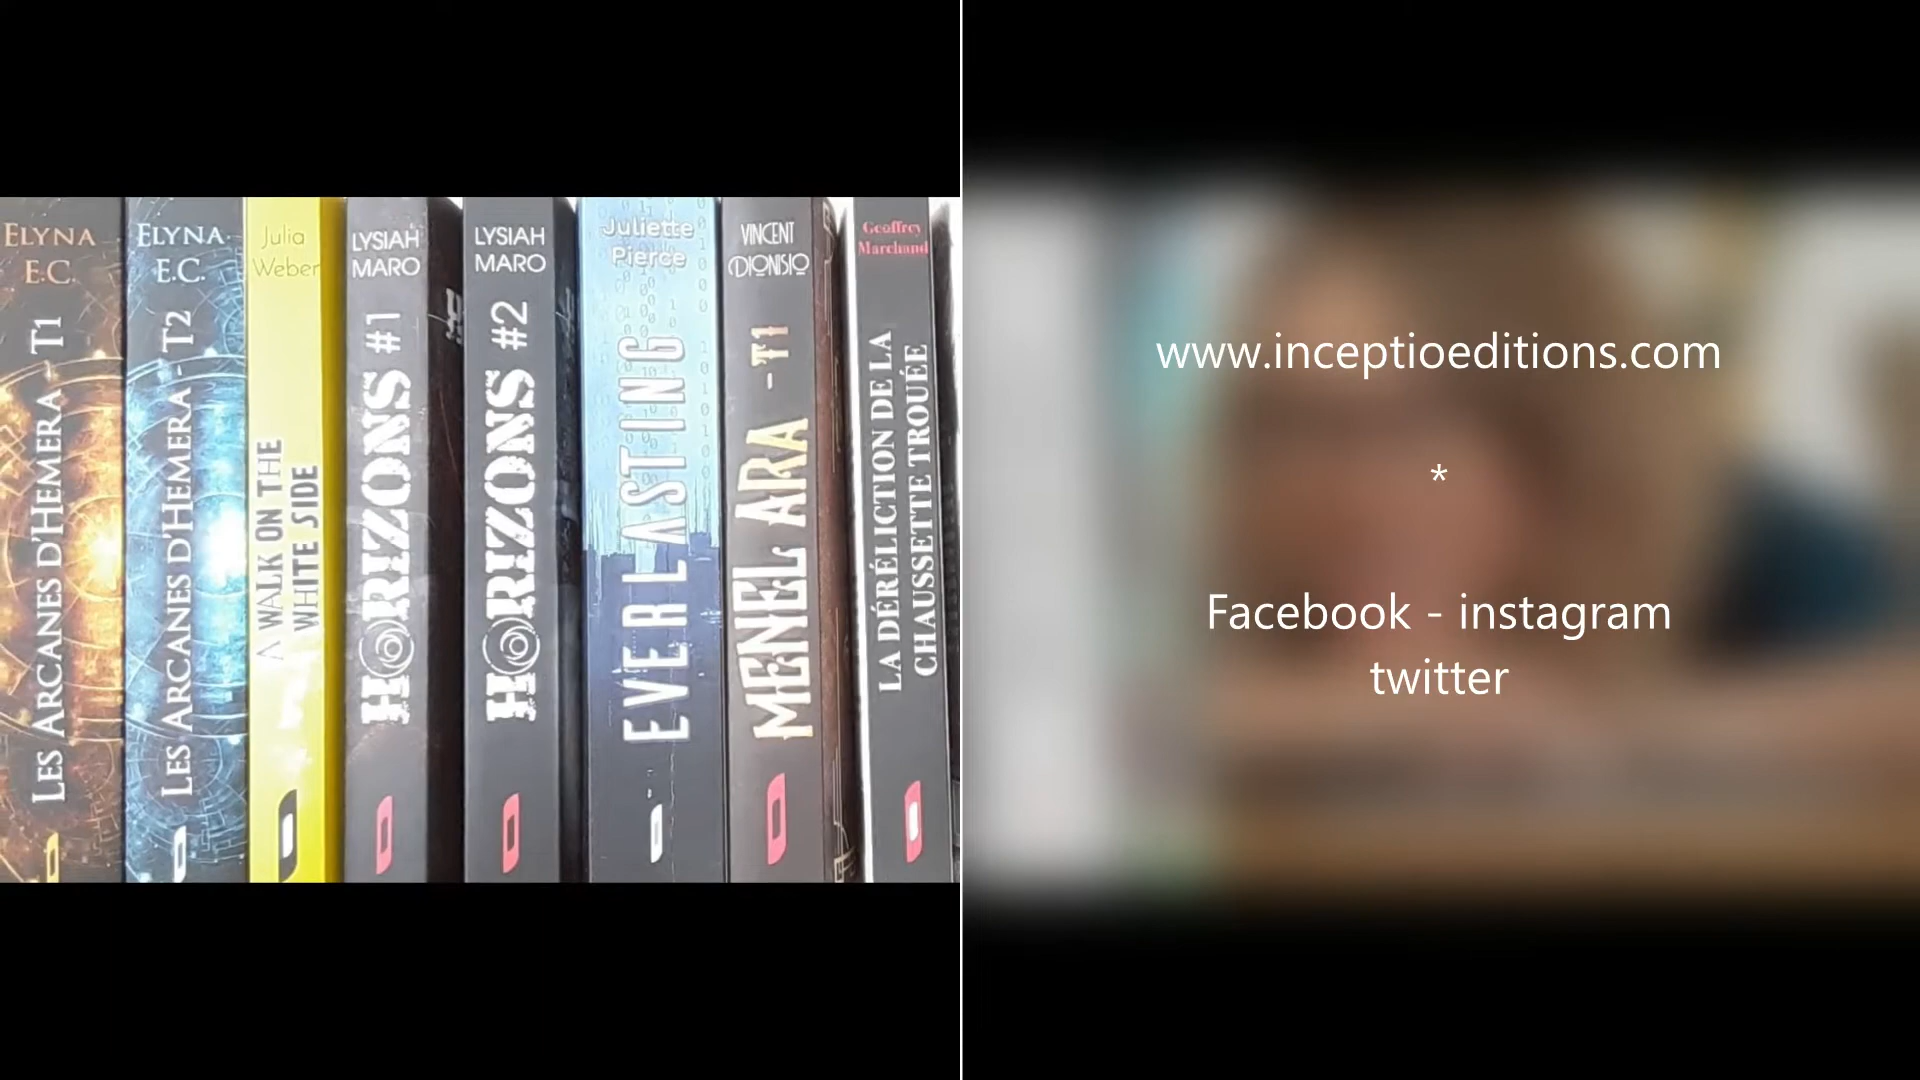 ELYNA
E.C.
LES ARCANES D'HEMERA - T1
ELYNA
E.C.
LES ARCANES D'HEMERA - T2
Julia
Weber
A WALK ON THE
WHITE SIDE
LYSIAH
MARO
HORIZONS #1
LYSIAH
MARO
HORIZONS #2
Juliette
Pierce
EVERLASTING
VINCENT
DIONISIO
MENEL ARA - T1
Geoffrey
Marchand
LA DÉRÉLICTION DE LA
CHAUSSETTE TROUÉE
www.inceptioeditions.com
*
Facebook - instagram
twitter